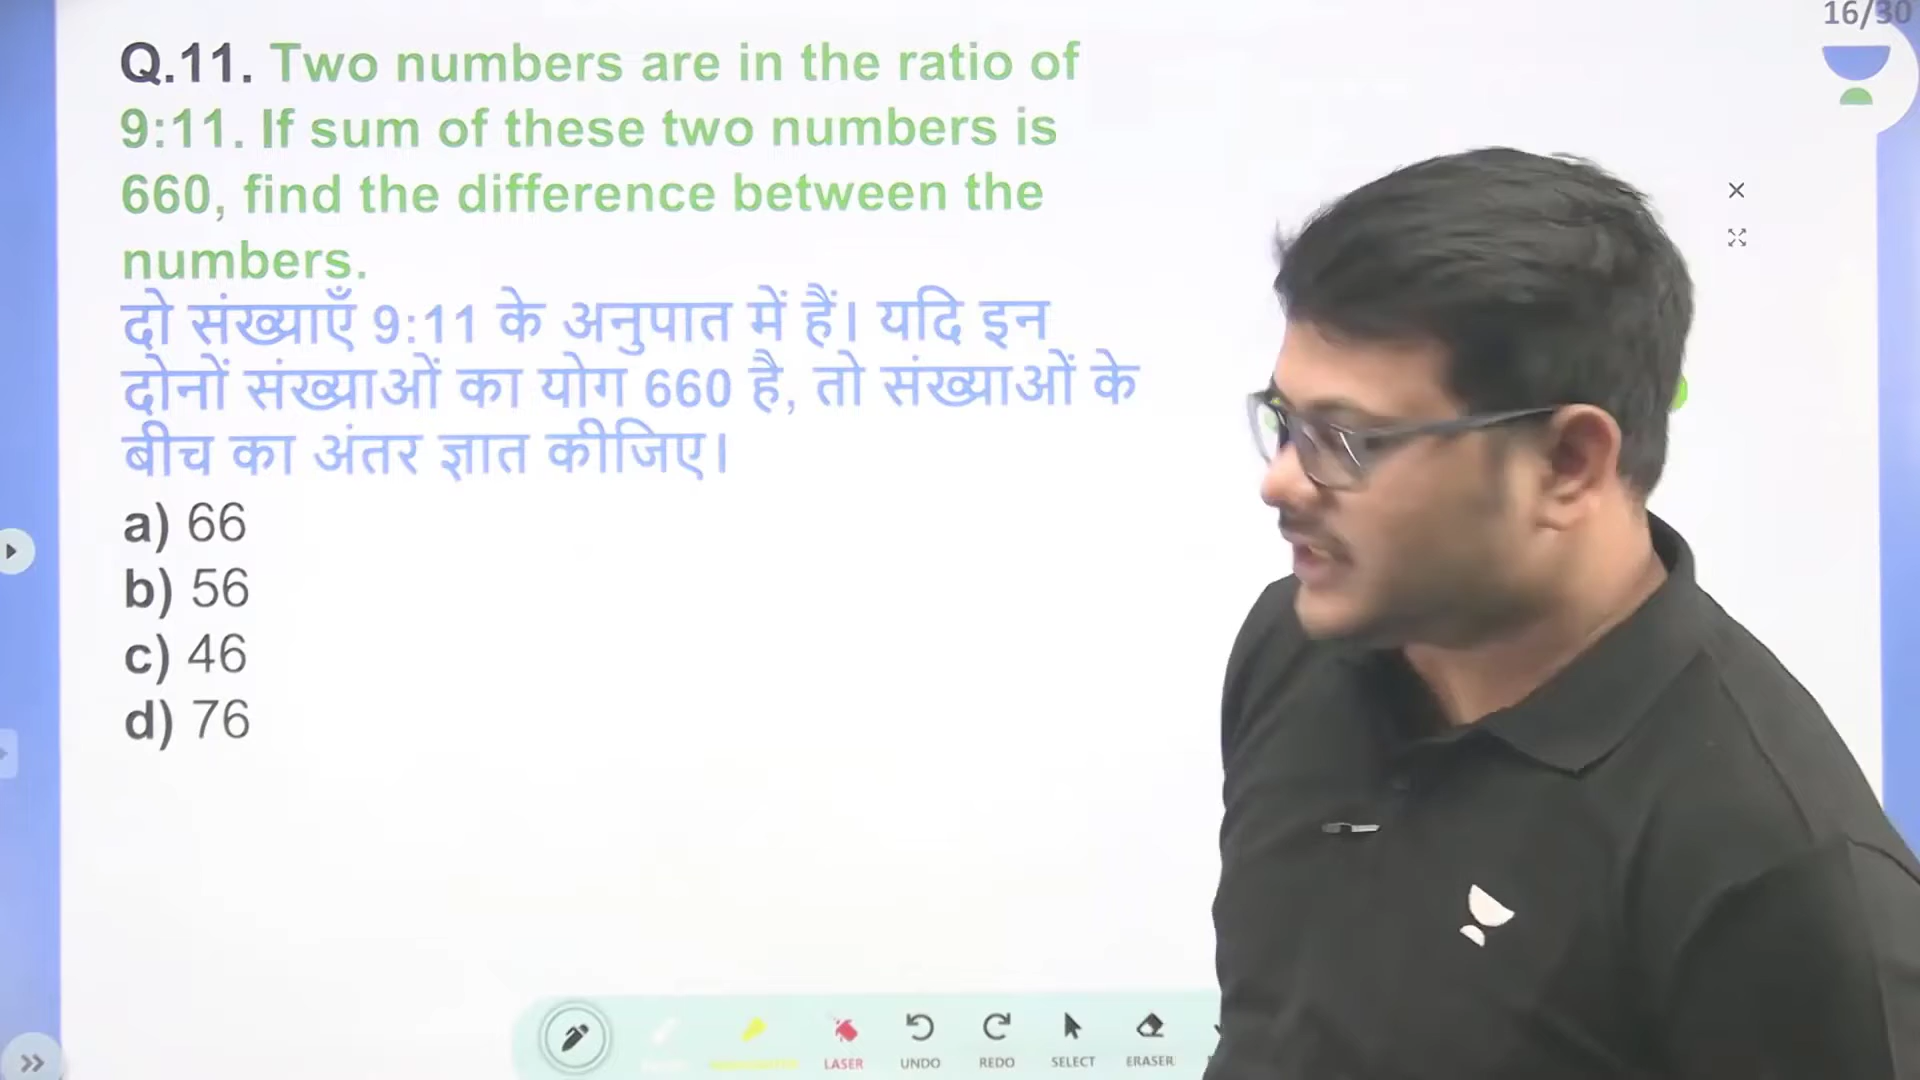 16/30
Q.11. Two numbers are in the ratio of
9:11. If sum of these two numbers is
660, find the difference between the
numbers.
दो संख्याएँ 9:11 के अनुपात में हैं। यदि इन
दोनों संख्याओं का योग 660 है, तो संख्याओं के
बीच का अंतर ज्ञात कीजिए।
a) 66
b) 56
c) 46
d) 76
LASER UNDO REDO SELECT ERASER